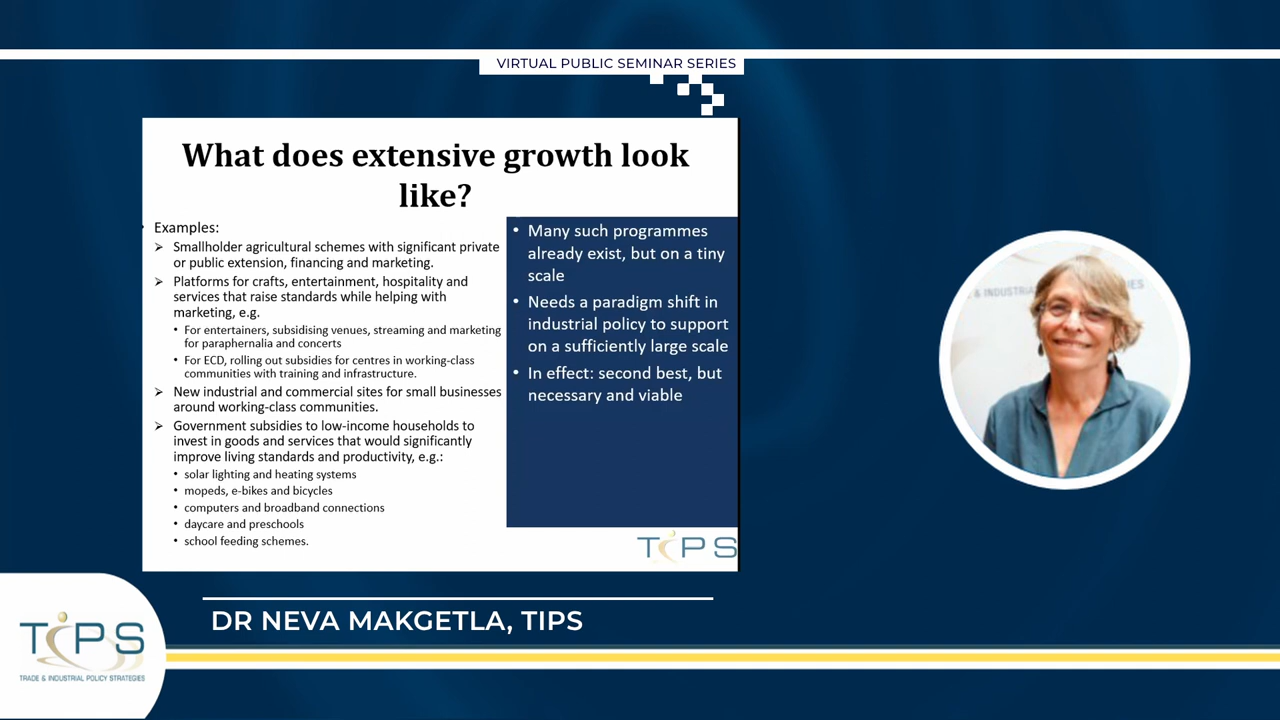 VIRTUAL PUBLIC SEMINAR SERIES
What does extensive growth look
like?
• Examples:
➢ Smallholder agricultural schemes with significant private
or public extension, financing and marketing.
➢ Platforms for crafts, entertainment, hospitality and
services that raise standards while helping with
marketing, e.g.
• For entertainers, subsidising venues, streaming and marketing
for paraphernalia and concerts
• For ECD, rolling out subsidies for centres in working-class
communities with training and infrastructure.
➢ New industrial and commercial sites for small businesses
around working-class communities.
➢ Government subsidies to low-income households to
invest in goods and services that would significantly
improve living standards and productivity, e.g.:
• solar lighting and heating systems
• mopeds, e-bikes and bicycles
• computers and broadband connections
• daycare and preschools
• school feeding schemes.
• Many such programmes
already exist, but on a tiny
scale
• Needs a paradigm shift in
industrial policy to support
on a sufficiently large scale
• In effect: second best, but
necessary and viable
TIPS
& INDUSTRIA
IES
DR NEVA MAKGETLA, TIPS
TIPS
TRADE & INDUSTRIAL POLICY STRATEGIES